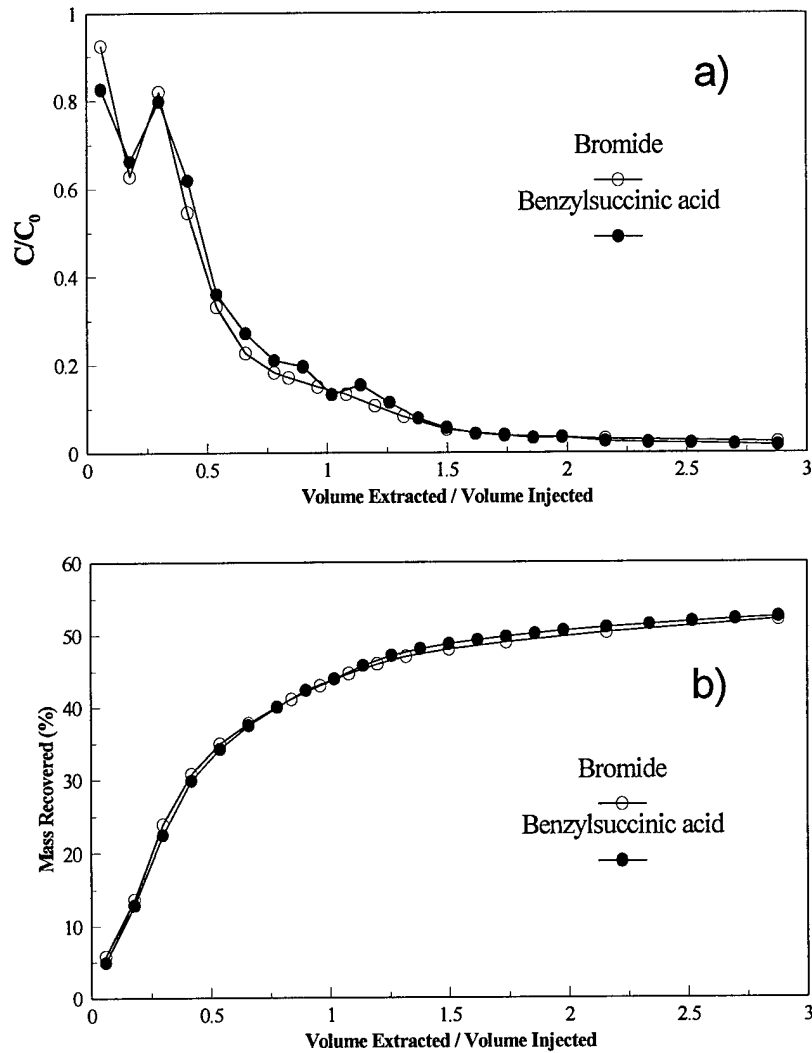 1
a)
0.8
Bromide
0.6
Benzylsuccinic acid
C/C0
0.4
0.2
0
0 0.5 1 1.5 2 2.5 3
Volume Extracted / Volume Injected
60
50
b)
40
Bromide
30
Benzylsuccinic acid
Mass Recovered (%)
20
10
0
0 0.5 1 1.5 2 2.5 3
Volume Extracted / Volume Injected